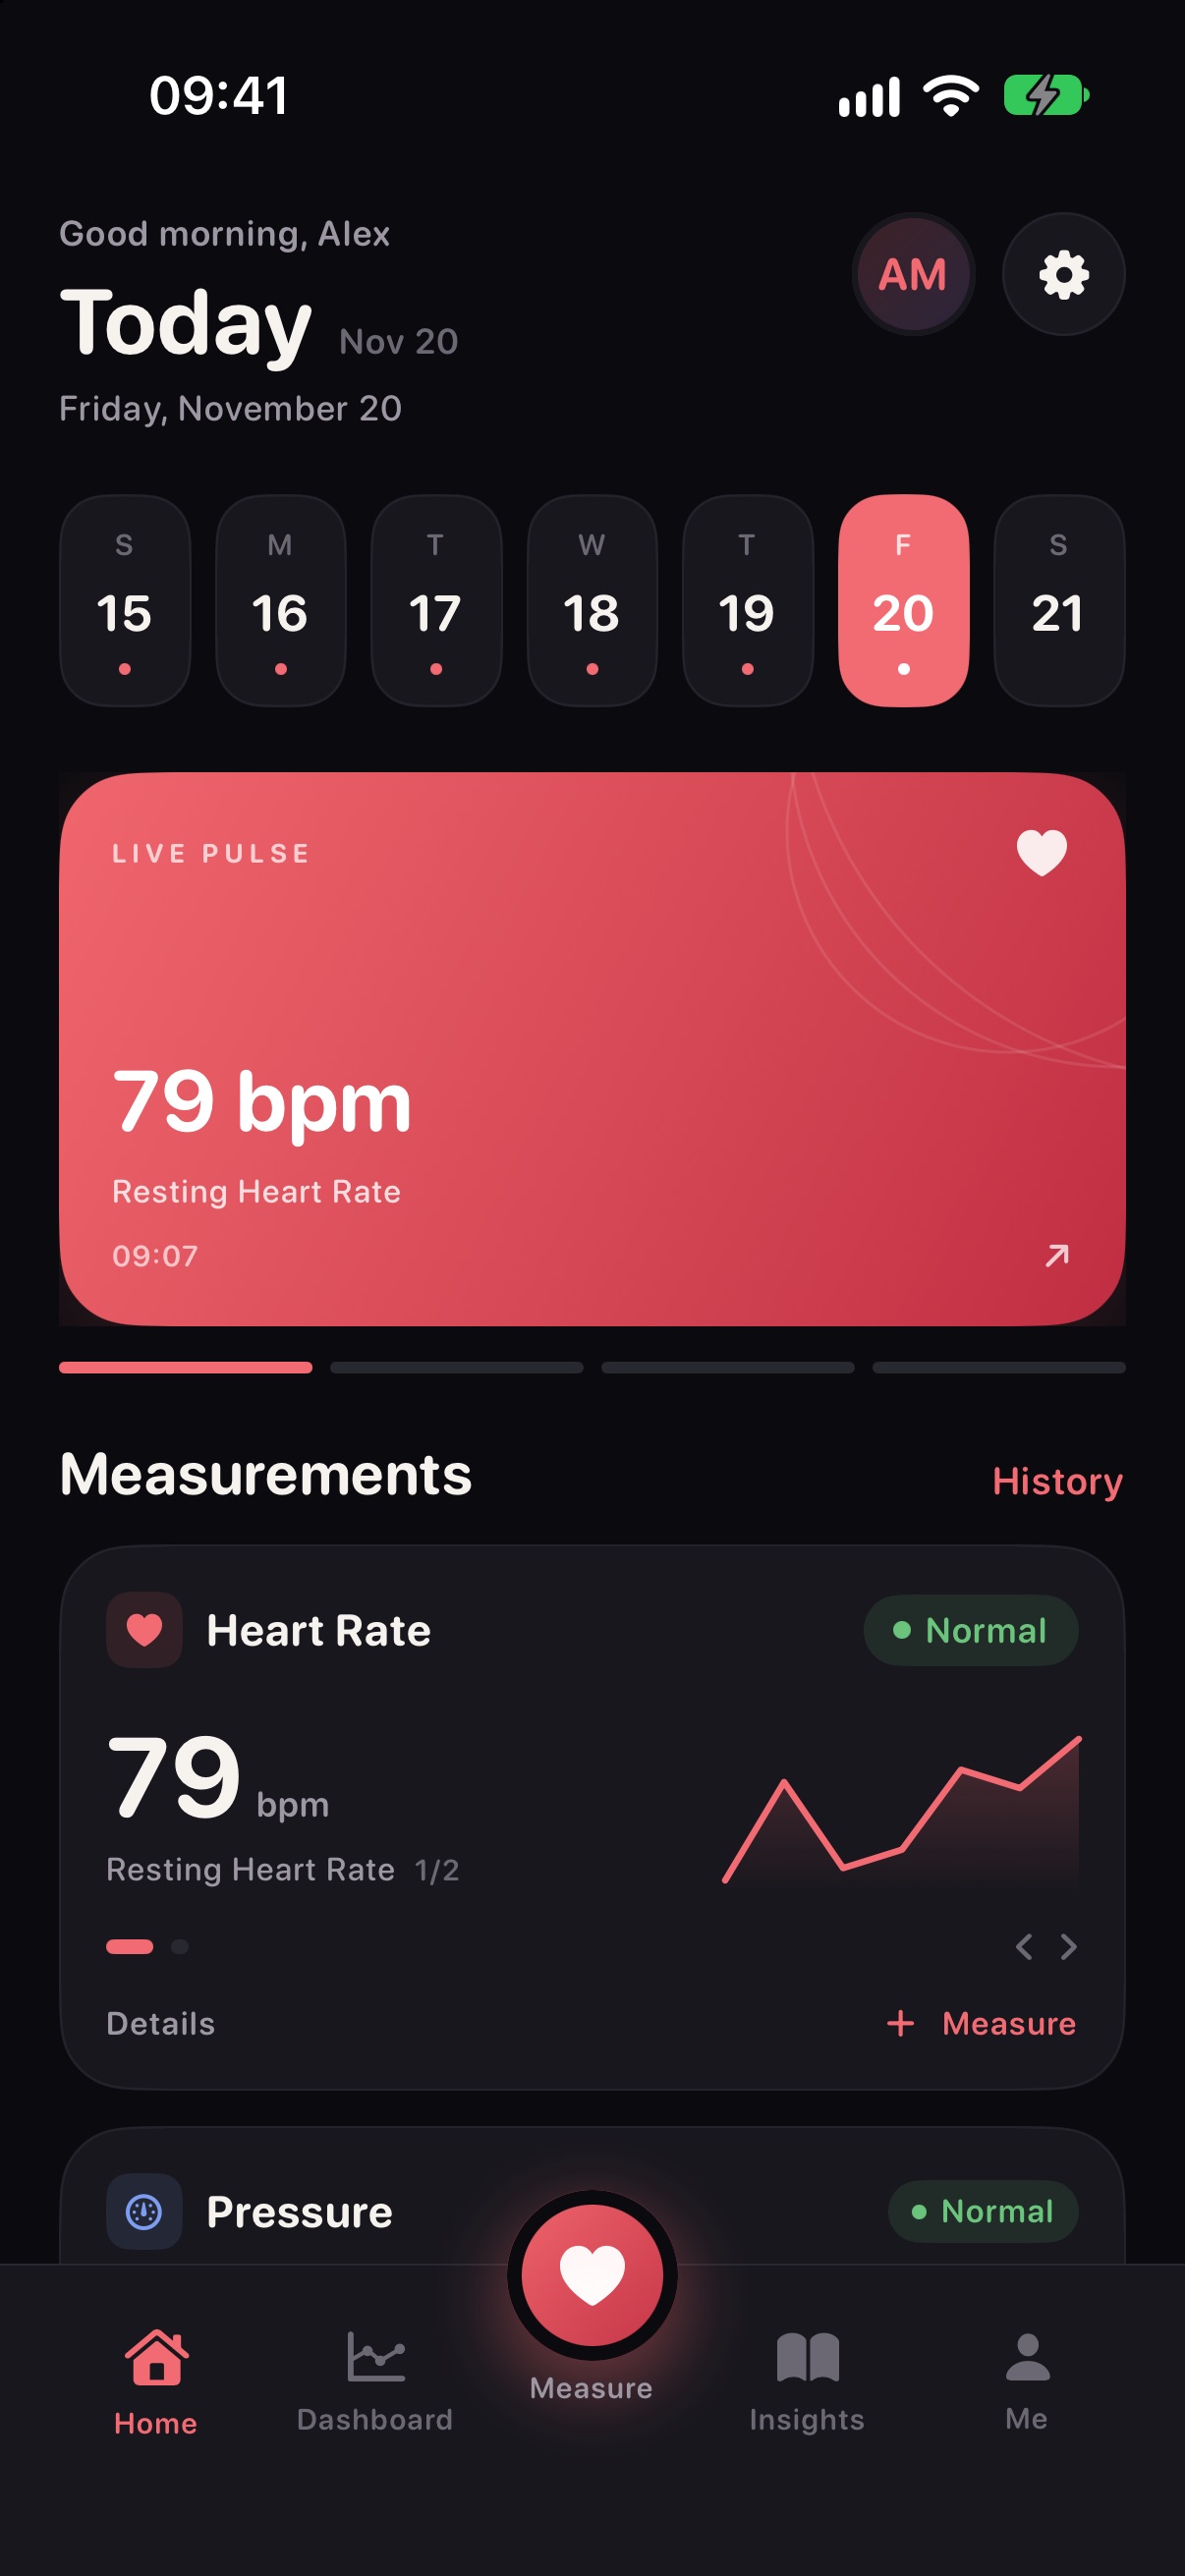 09:41
Good morning, Alex
AM
Today Nov 20
Friday, November 20
S M T W T F S
15 16 17 18 19 20 21
LIVE PULSE
79 bpm
Resting Heart Rate
09:07
Measurements History
Heart Rate Normal
79 bpm
Resting Heart Rate 1/2
Details + Measure
Pressure Normal
Home Dashboard Measure Insights Me